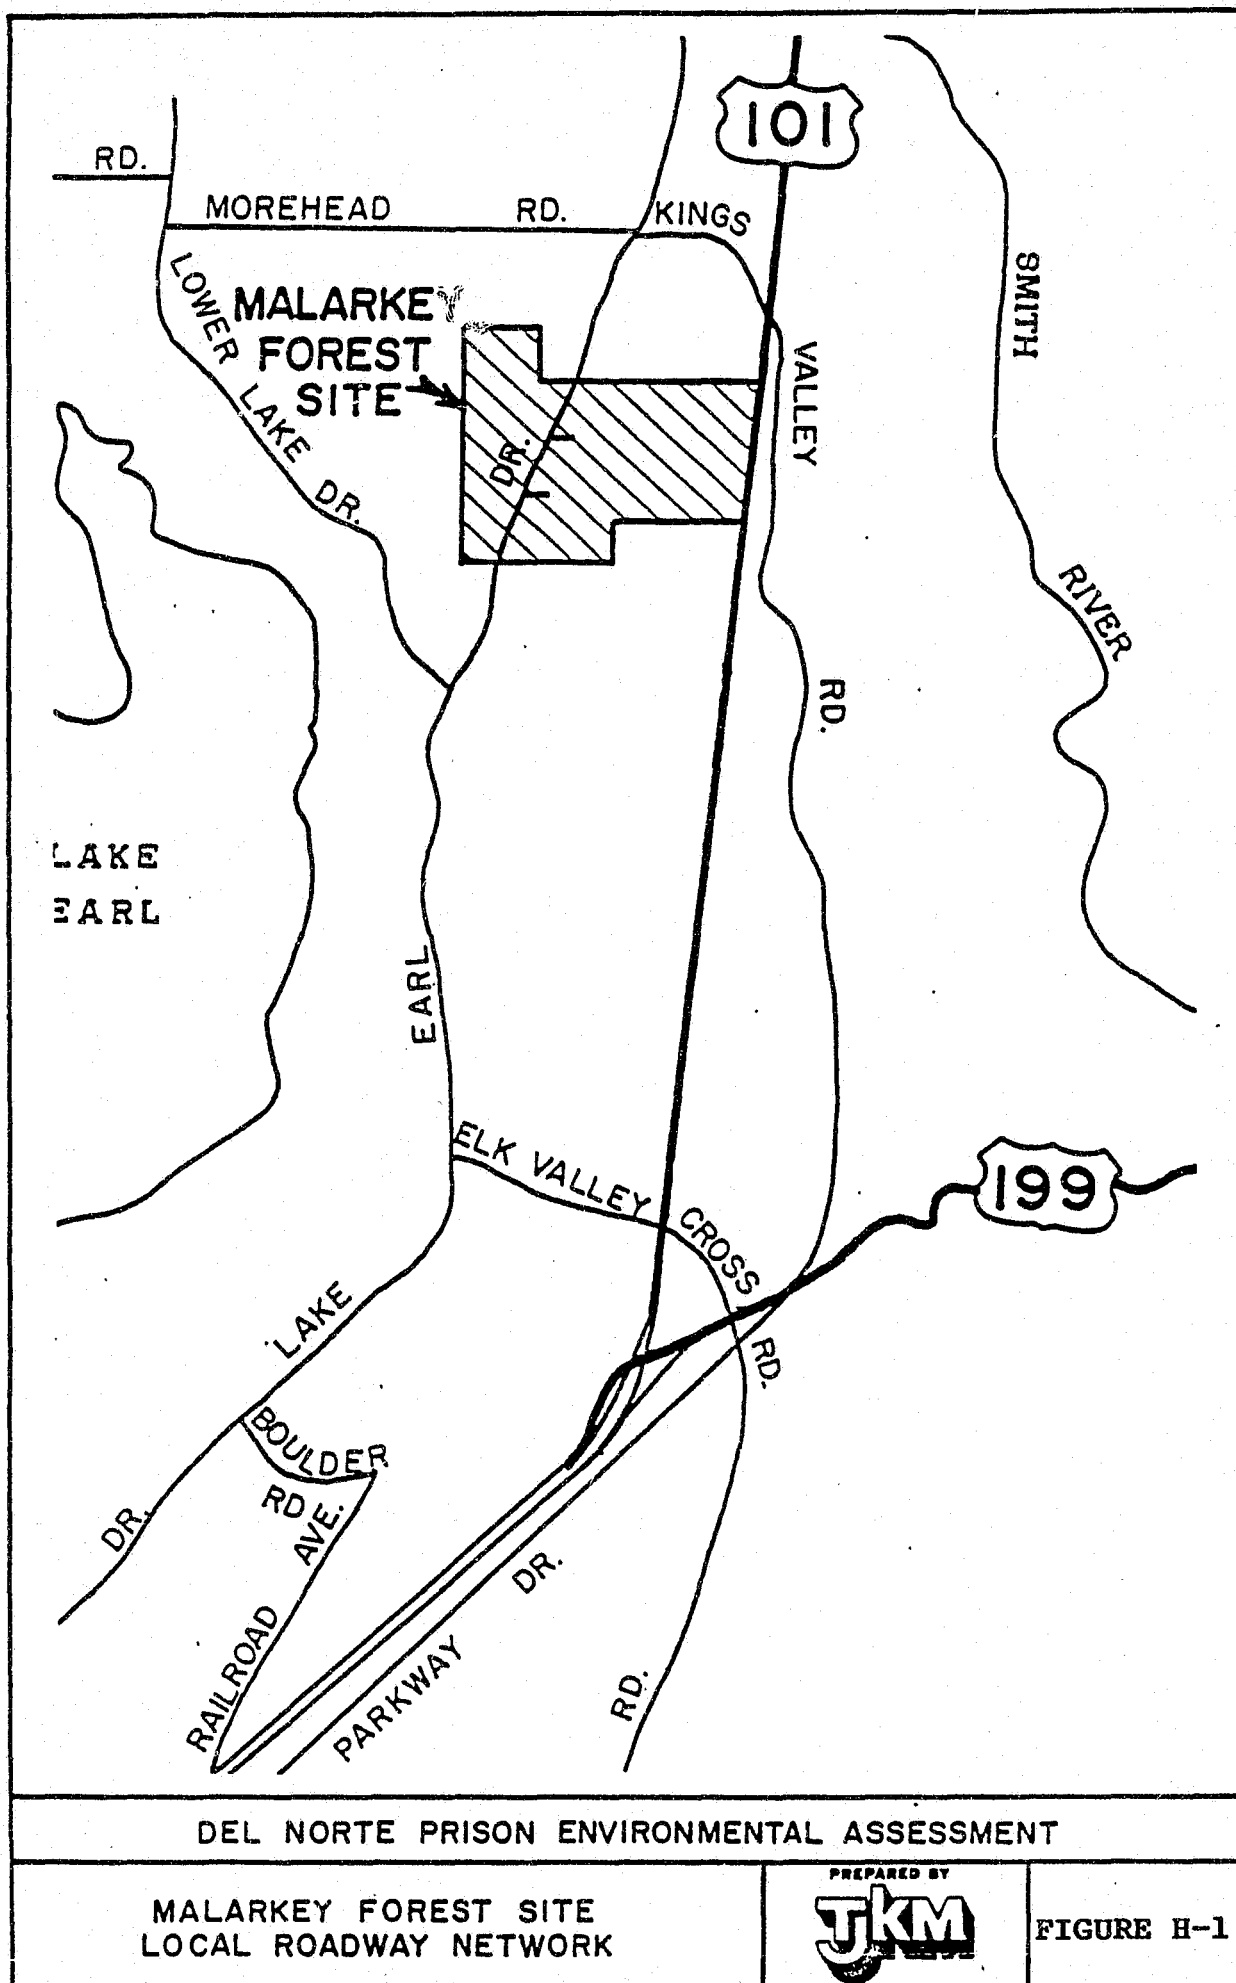 101
RD.
MOREHEAD RD.
KINGS
VALLEY
RD.
SMITH
RIVER
LOWER
LAKE
DR.
MALARKEY
FOREST
SITE
DR.
LAKE
EARL
EARL
ELK VALLEY
CROSS
RD.
199
LAKE
BOULDER
RD
AVE.
DR.
RAILROAD
DR.
PARKWAY
RD.
DEL NORTE PRISON ENVIRONMENTAL ASSESSMENT
MALARKEY FOREST SITE
LOCAL ROADWAY NETWORK
PREPARED BY
TJKM
FIGURE H-1